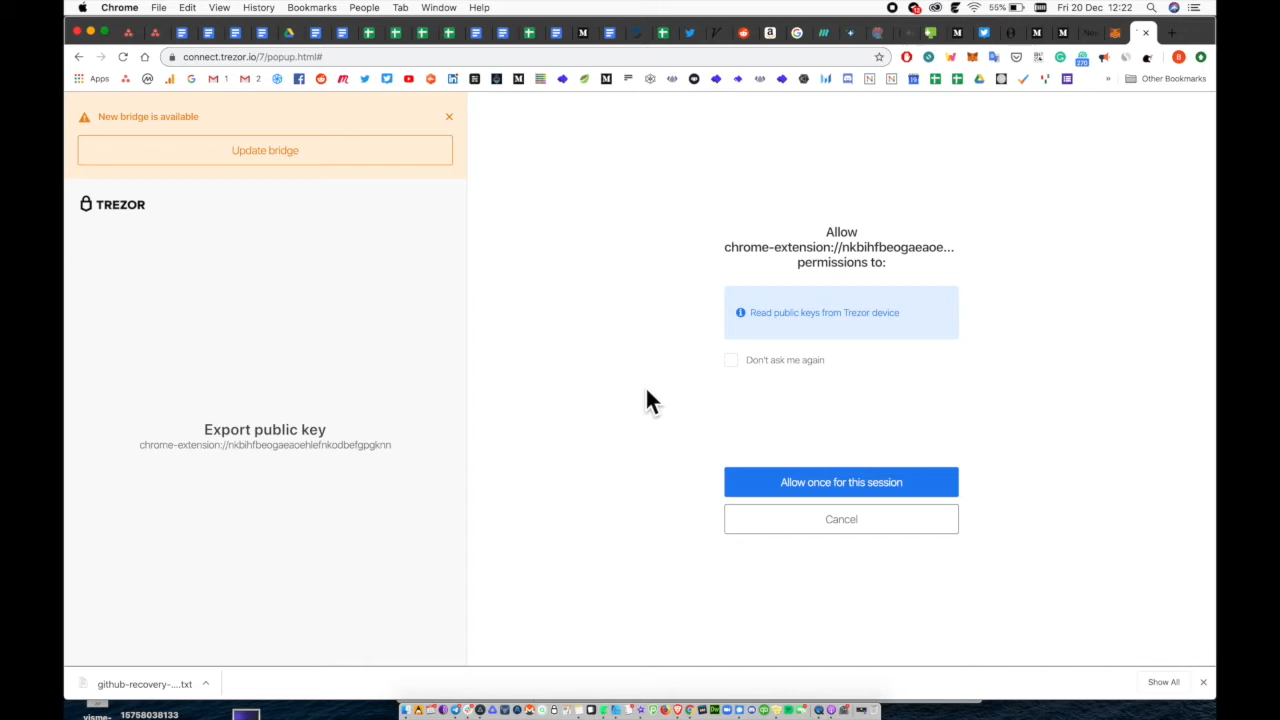 Chrome File Edit View History Bookmarks People Tab Window Help
55% Fri 20 Dec 12:22
connect.trezor.io/7/popup.html#
Apps
M 1
M 2
Other Bookmarks
New bridge is available
Update bridge
TREZOR
Export public key
chrome-extension://nkbihfbeogaeaoehlefnkodbefgpgknn
Allow
chrome-extension://nkbihfbeogaeaoe...
permissions to:
Read public keys from Trezor device
Don't ask me again
Allow once for this session
Cancel
github-recovery-....txt
Show All
visme-
15758038133